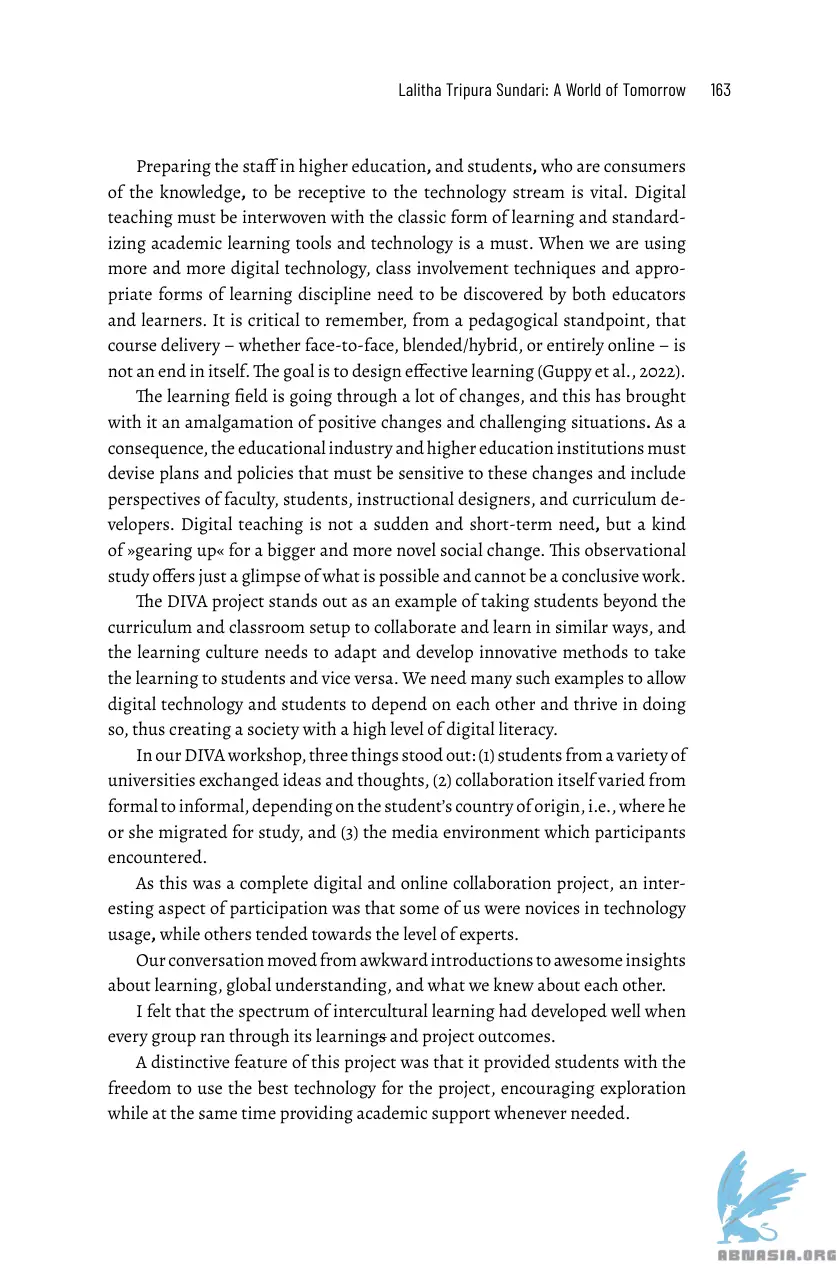 Lalitha Tripura Sundari: A World of Tomorrow 163
Preparing the staff in higher education, and students, who are consumers
of the knowledge, to be receptive to the technology stream is vital. Digital
teaching must be interwoven with the classic form of learning and standard-
izing academic learning tools and technology is a must. When we are using
more and more digital technology, class involvement techniques and appro-
priate forms of learning discipline need to be discovered by both educators
and learners. It is critical to remember, from a pedagogical standpoint, that
course delivery – whether face-to-face, blended/hybrid, or entirely online – is
not an end in itself. The goal is to design effective learning (Guppy et al., 2022).
The learning field is going through a lot of changes, and this has brought
with it an amalgamation of positive changes and challenging situations. As a
consequence, the educational industry and higher education institutions must
devise plans and policies that must be sensitive to these changes and include
perspectives of faculty, students, instructional designers, and curriculum de-
velopers. Digital teaching is not a sudden and short-term need, but a kind
of »gearing up« for a bigger and more novel social change. This observational
study offers just a glimpse of what is possible and cannot be a conclusive work.
The DIVA project stands out as an example of taking students beyond the
curriculum and classroom setup to collaborate and learn in similar ways, and
the learning culture needs to adapt and develop innovative methods to take
the learning to students and vice versa. We need many such examples to allow
digital technology and students to depend on each other and thrive in doing
so, thus creating a society with a high level of digital literacy.
In our DIVA workshop, three things stood out: (1) students from a variety of
universities exchanged ideas and thoughts, (2) collaboration itself varied from
formal to informal, depending on the student's country of origin, i.e., where he
or she migrated for study, and (3) the media environment which participants
encountered.
As this was a complete digital and online collaboration project, an inter-
esting aspect of participation was that some of us were novices in technology
usage, while others tended towards the level of experts.
Our conversation moved from awkward introductions to awesome insights
about learning, global understanding, and what we knew about each other.
I felt that the spectrum of intercultural learning had developed well when
every group ran through its learnings and project outcomes.
A distinctive feature of this project was that it provided students with the
freedom to use the best technology for the project, encouraging exploration
while at the same time providing academic support whenever needed.
ABNASIA.ORG